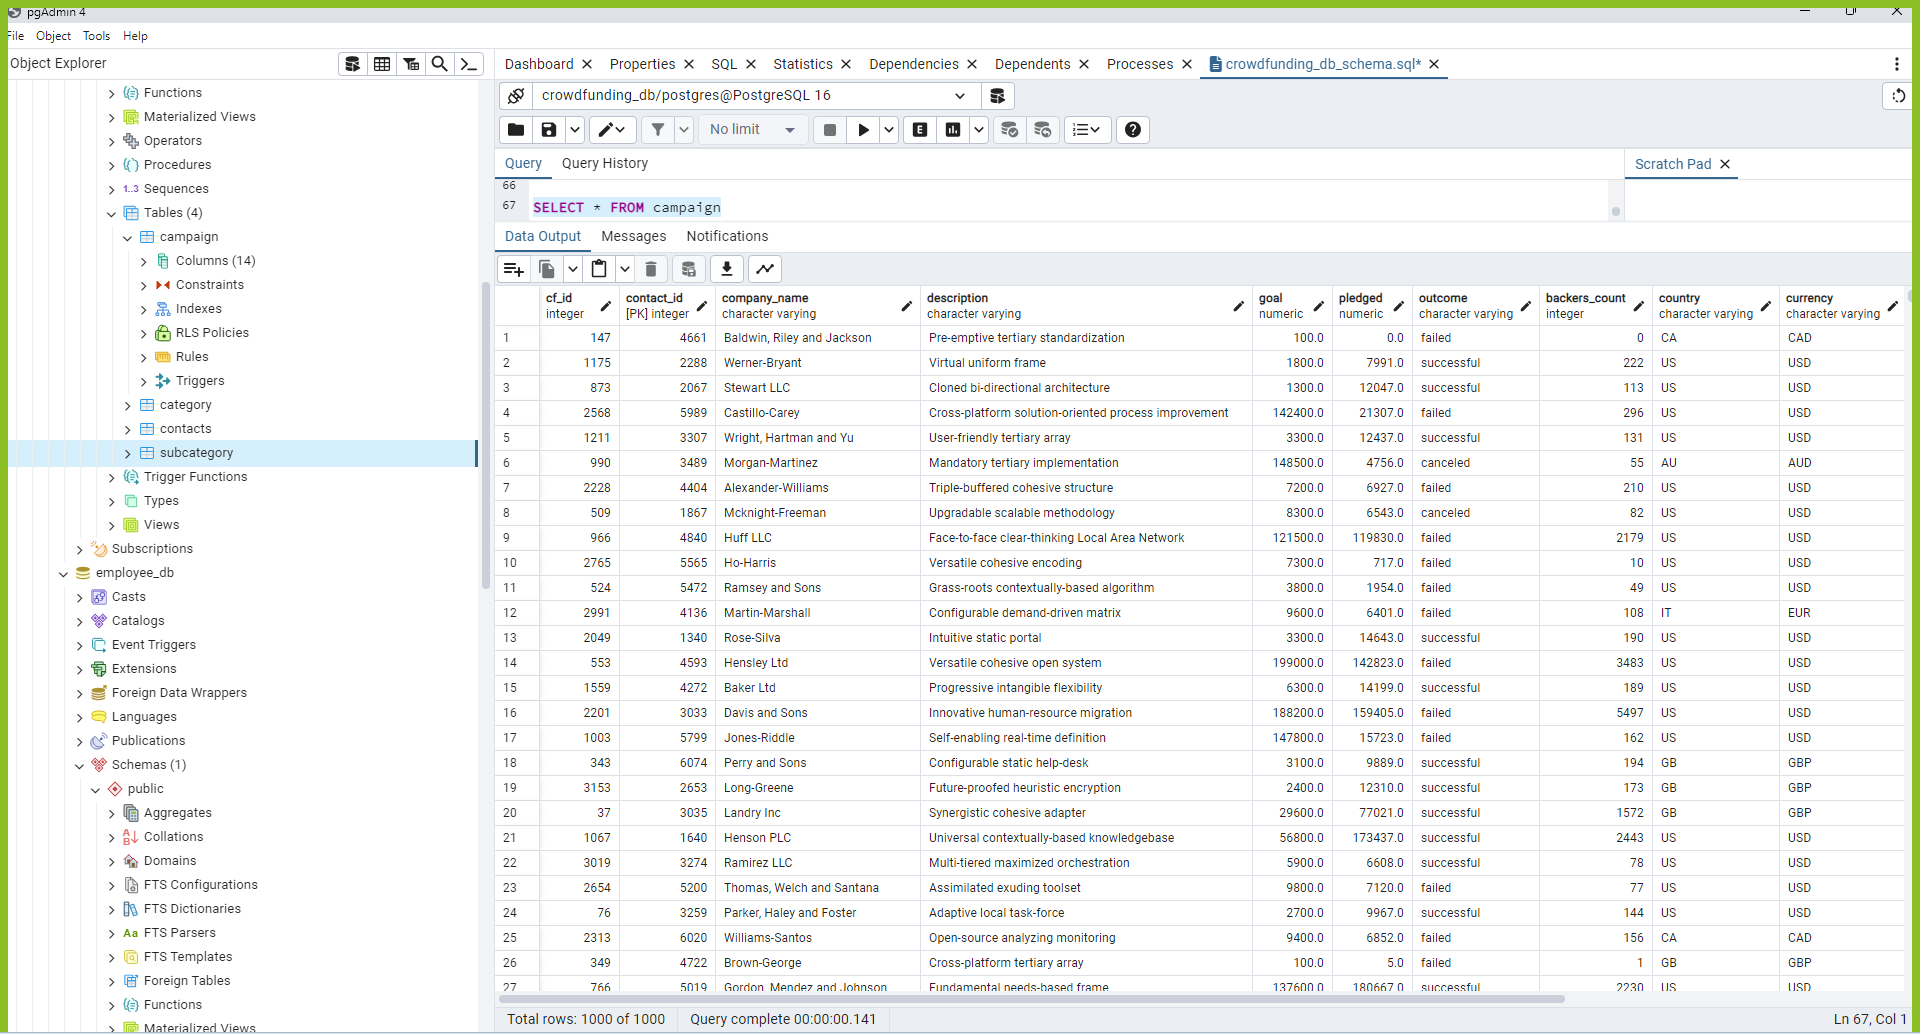 pgAdmin 4
File Object Tools Help
Object Explorer
Functions
Materialized Views
Operators
Procedures
1..3 Sequences
Tables (4)
campaign
Columns (14)
Constraints
Indexes
RLS Policies
Rules
Triggers
category
contacts
subcategory
Trigger Functions
Types
Views
Subscriptions
employee_db
Casts
Catalogs
Event Triggers
Extensions
Foreign Data Wrappers
Languages
Publications
Schemas (1)
public
Aggregates
Collations
Domains
FTS Configurations
FTS Dictionaries
Aa FTS Parsers
FTS Templates
Foreign Tables
Functions
Materialized Views
Dashboard Properties SQL Statistics Dependencies Dependents Processes crowdfunding_db_schema.sql*
crowdfunding_db/postgres@PostgreSQL 16
No limit E
Query Query History Scratch Pad
66
67 SELECT * FROM campaign
Data Output Messages Notifications
cf_id contact_id company_name description goal pledged outcome backers_count country currency
integer [PK] integer character varying character varying numeric numeric character varying integer character varying character varying
1 147 4661 Baldwin, Riley and Jackson Pre-emptive tertiary standardization 100.0 0.0 failed 0 CA CAD
2 1175 2288 Werner-Bryant Virtual uniform frame 1800.0 7991.0 successful 222 US USD
3 873 2067 Stewart LLC Cloned bi-directional architecture 1300.0 12047.0 successful 113 US USD
4 2568 5989 Castillo-Carey Cross-platform solution-oriented process improvement 142400.0 21307.0 failed 296 US USD
5 1211 3307 Wright, Hartman and Yu User-friendly tertiary array 3300.0 12437.0 successful 131 US USD
6 990 3489 Morgan-Martinez Mandatory tertiary implementation 148500.0 4756.0 canceled 55 AU AUD
7 2228 4404 Alexander-Williams Triple-buffered cohesive structure 7200.0 6927.0 failed 210 US USD
8 509 1867 Mcknight-Freeman Upgradable scalable methodology 8300.0 6543.0 canceled 82 US USD
9 966 4840 Huff LLC Face-to-face clear-thinking Local Area Network 121500.0 119830.0 failed 2179 US USD
10 2765 5565 Ho-Harris Versatile cohesive encoding 7300.0 717.0 failed 10 US USD
11 524 5472 Ramsey and Sons Grass-roots contextually-based algorithm 3800.0 1954.0 failed 49 US USD
12 2991 4136 Martin-Marshall Configurable demand-driven matrix 9600.0 6401.0 failed 108 IT EUR
13 2049 1340 Rose-Silva Intuitive static portal 3300.0 14643.0 successful 190 US USD
14 553 4593 Hensley Ltd Versatile cohesive open system 199000.0 142823.0 failed 3483 US USD
15 1559 4272 Baker Ltd Progressive intangible flexibility 6300.0 14199.0 successful 189 US USD
16 2201 3033 Davis and Sons Innovative human-resource migration 188200.0 159405.0 failed 5497 US USD
17 1003 5799 Jones-Riddle Self-enabling real-time definition 147800.0 15723.0 failed 162 US USD
18 343 6074 Perry and Sons Configurable static help-desk 3100.0 9889.0 successful 194 GB GBP
19 3153 2653 Long-Greene Future-proofed heuristic encryption 2400.0 12310.0 successful 173 GB GBP
20 37 3035 Landry Inc Synergistic cohesive adapter 29600.0 77021.0 successful 1572 GB GBP
21 1067 1640 Henson PLC Universal contextually-based knowledgebase 56800.0 173437.0 successful 2443 US USD
22 3019 3274 Ramirez LLC Multi-tiered maximized orchestration 5900.0 6608.0 successful 78 US USD
23 2654 5200 Thomas, Welch and Santana Assimilated exuding toolset 9800.0 7120.0 failed 77 US USD
24 76 3259 Parker, Haley and Foster Adaptive local task-force 2700.0 9967.0 successful 144 US USD
25 2313 6020 Williams-Santos Open-source analyzing monitoring 9400.0 6852.0 failed 156 CA CAD
26 349 4722 Brown-George Cross-platform tertiary array 100.0 5.0 failed 1 GB GBP
27 766 5019 Gordon, Mendez and Johnson Fundamental needs-based frame 137600.0 180667.0 successful 2230 US USD
Total rows: 1000 of 1000 Query complete 00:00:00.141 Ln 67, Col 1